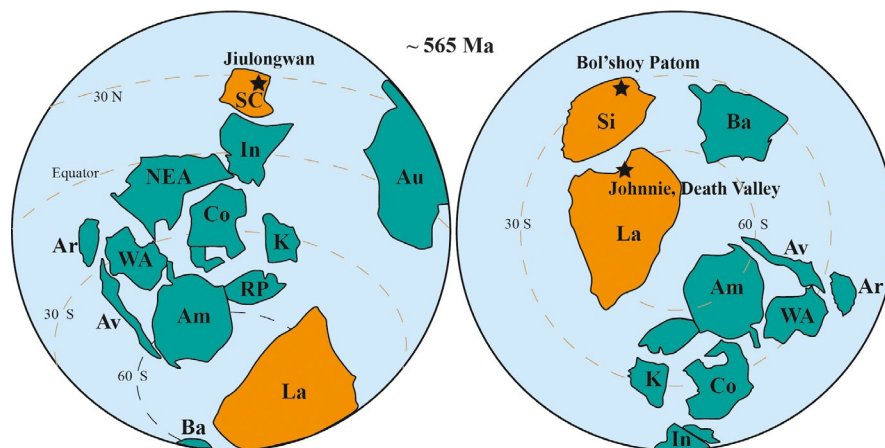 ~ 565 Ma
Jiulongwan
SC
30 N
In
Equator
NEA
Au
Co
Ar
WA
K
RP
Av
Am
30 S
60 S
La
Ba
Bol'shoy Patom
Si
Ba
Johnnie, Death Valley
30 S
La
60 S
Av
Am
Ar
WA
K
Co
In